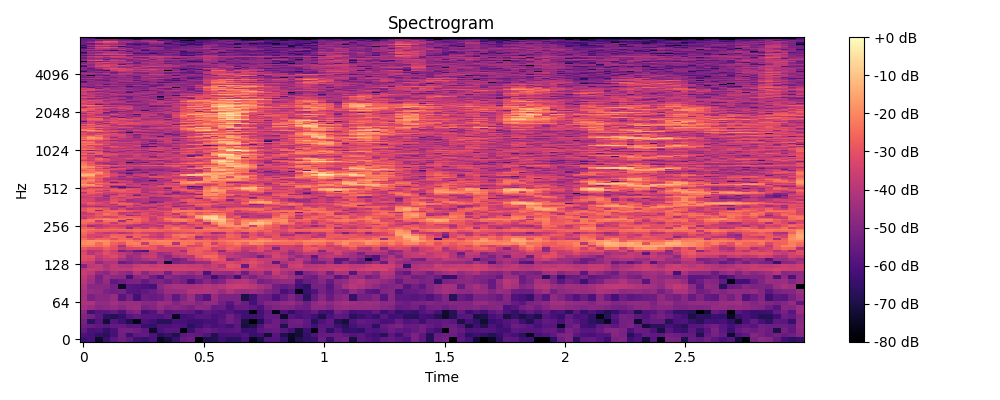 Spectrogram
Hz
4096
2048
1024
512
256
128
64
0
0
0.5
1
1.5
2
2.5
Time
+0 dB
-10 dB
-20 dB
-30 dB
-40 dB
-50 dB
-60 dB
-70 dB
-80 dB